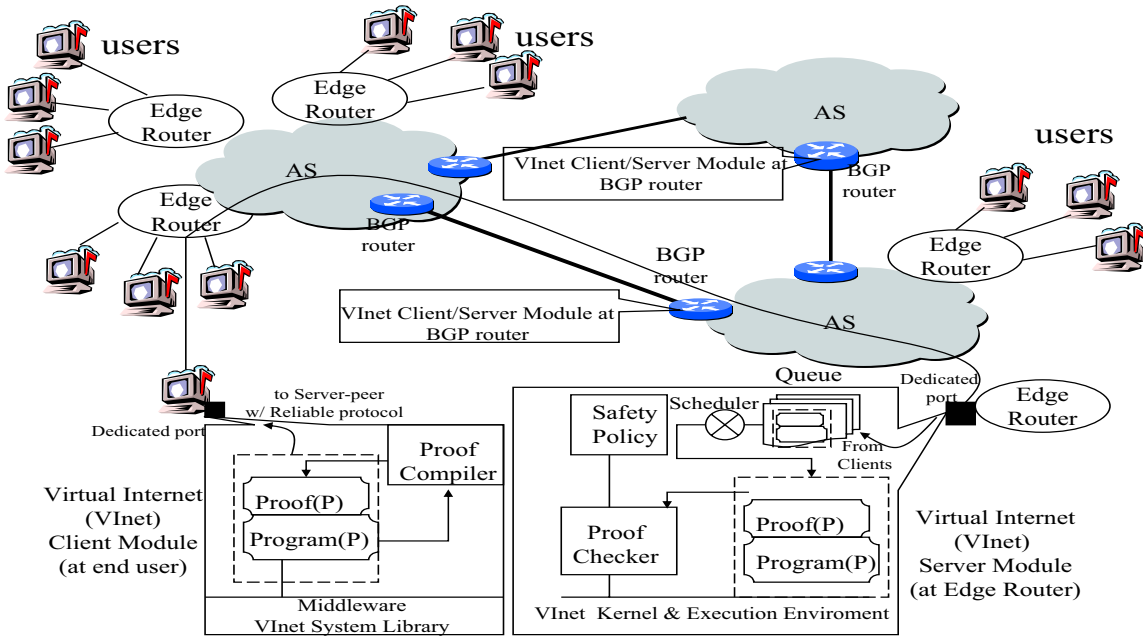 users
users
Edge
Router
Edge
Router
AS
AS
users
VInet Client/Server Module at
BGP router
BGP
router
Edge
Router
AS
BGP
router
Edge
Router
BGP
router
VInet Client/Server Module at
BGP router
AS
Queue
Dedicated
port
Edge
Router
to Server-peer
w/ Reliable protocol
Dedicated port
Safety
Policy
Scheduler
From
Clients
Proof
Compiler
Proof(P)
Program(P)
Virtual Internet
(VInet)
Client Module
(at end user)
Proof
Checker
Proof(P)
Program(P)
Virtual Internet
(VInet)
Server Module
(at Edge Router)
Middleware
VInet System Library
VInet Kernel & Execution Enviroment